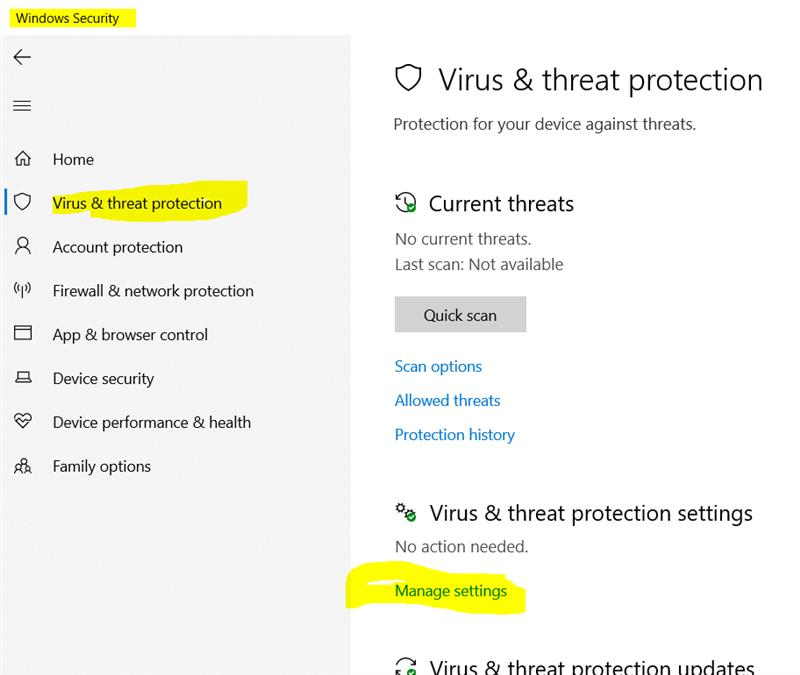 Windows Security
Home
Virus & threat protection
Account protection
Firewall & network protection
App & browser control
Device security
Device performance & health
Family options
Virus & threat protection
Protection for your device against threats.
Current threats
No current threats.
Last scan: Not available
Quick scan
Scan options
Allowed threats
Protection history
Virus & threat protection settings
No action needed.
Manage settings
Virus & threat protection updates